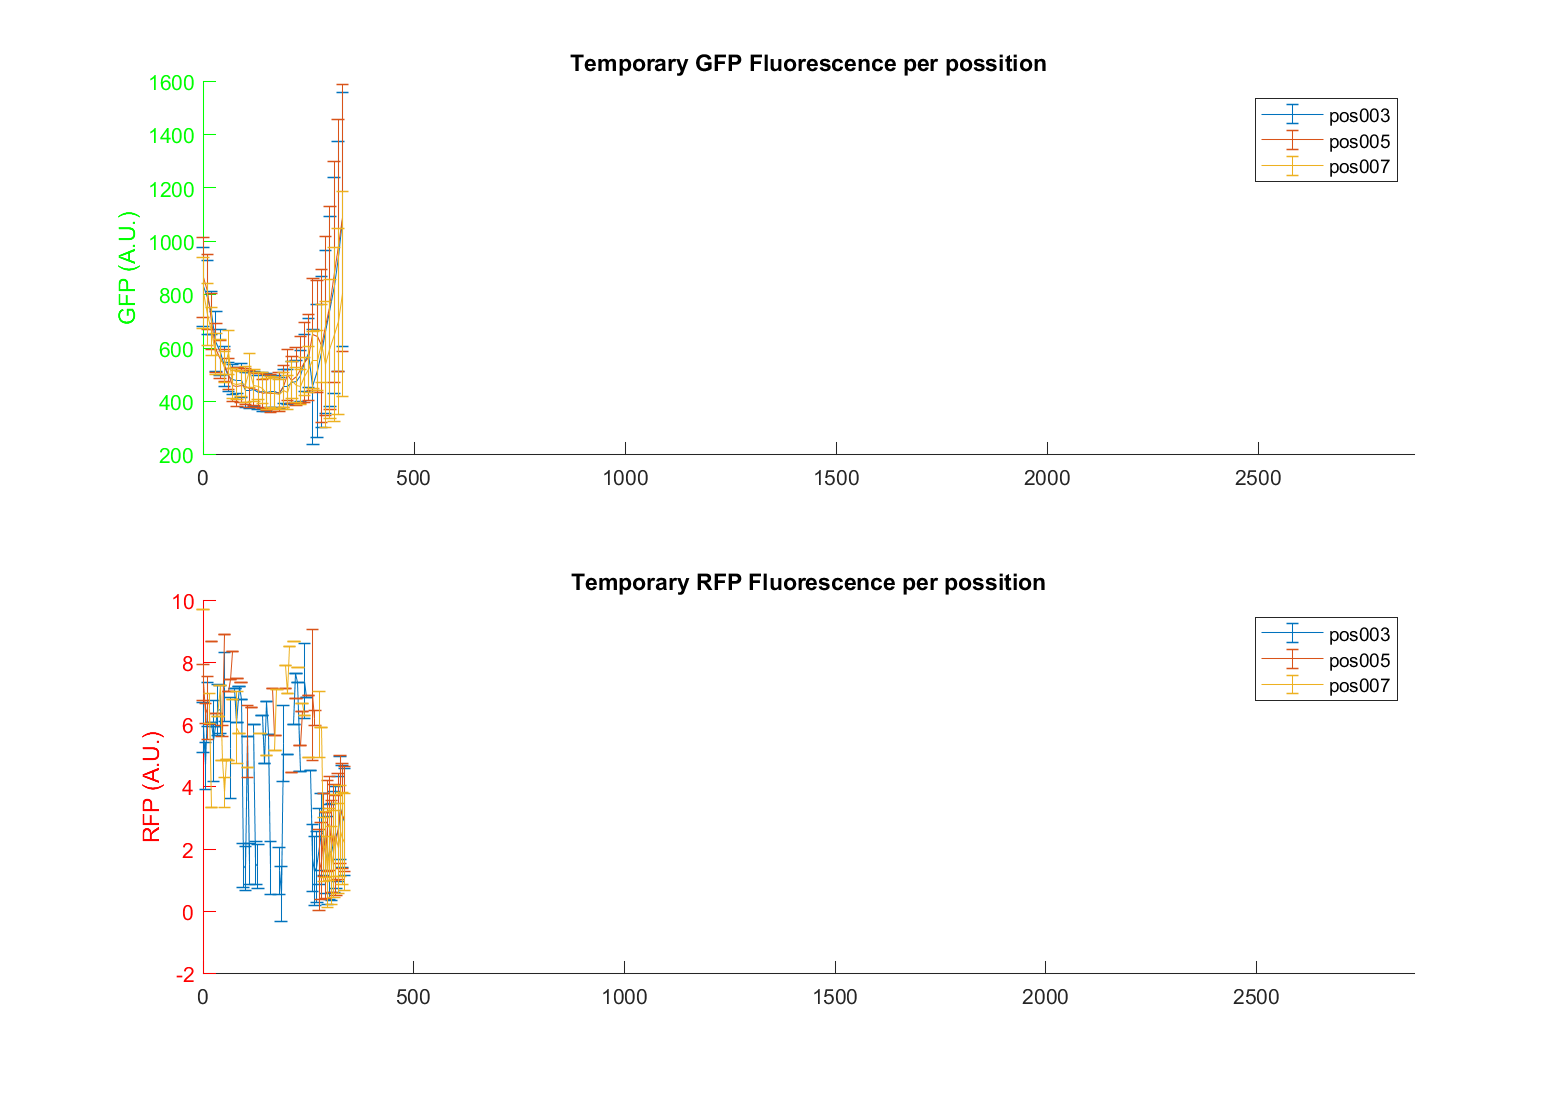 Temporary GFP Fluorescence per possition
1600
1400
1200
1000
800
600
400
200
GFP (A.U.)
pos003
pos005
pos007
0 500 1000 1500 2000 2500
Temporary RFP Fluorescence per possition
10
8
6
4
2
0
-2
RFP (A.U.)
pos003
pos005
pos007
0 500 1000 1500 2000 2500